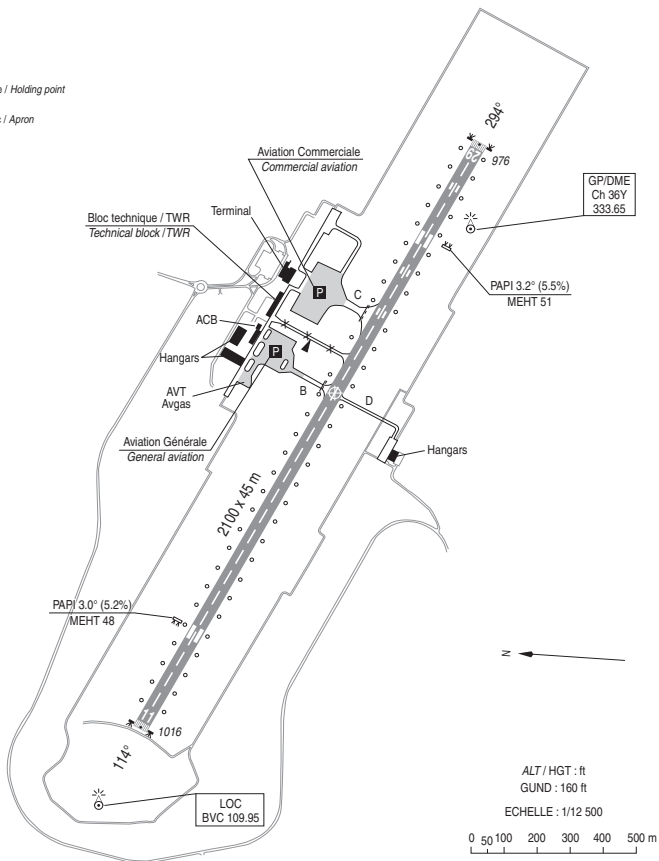 / Holding point
/ Apron
294°
976
Aviation Commerciale
Commercial aviation
GP/DME
Ch 36Y
333.65
Bloc technique / TWR
Technical block / TWR
Terminal
PAPI 3.2° (5.5%)
MEHT 51
P
C
ACB
P
Hangars
AVT
Avgas
B
D
Aviation Générale
General aviation
Hangars
2100 x 45 m
PAPI 3.0° (5.2%)
MEHT 48
N
11
1016
114°
LOC
BVC 109.95
ALT / HGT : ft
GUND : 160 ft
ECHELLE : 1/12 500
0 50 100 200 300 400 500 m